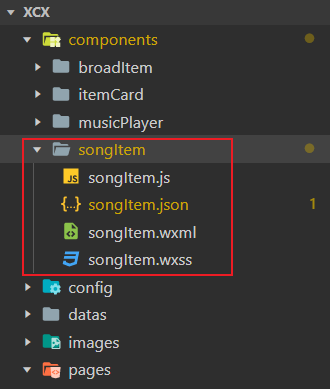 XCX
components
broadItem
itemCard
musicPlayer
songItem
JS songItem.js
{..} songItem.json 1
songItem.wxml
songItem.wxss
config
datas
images
pages